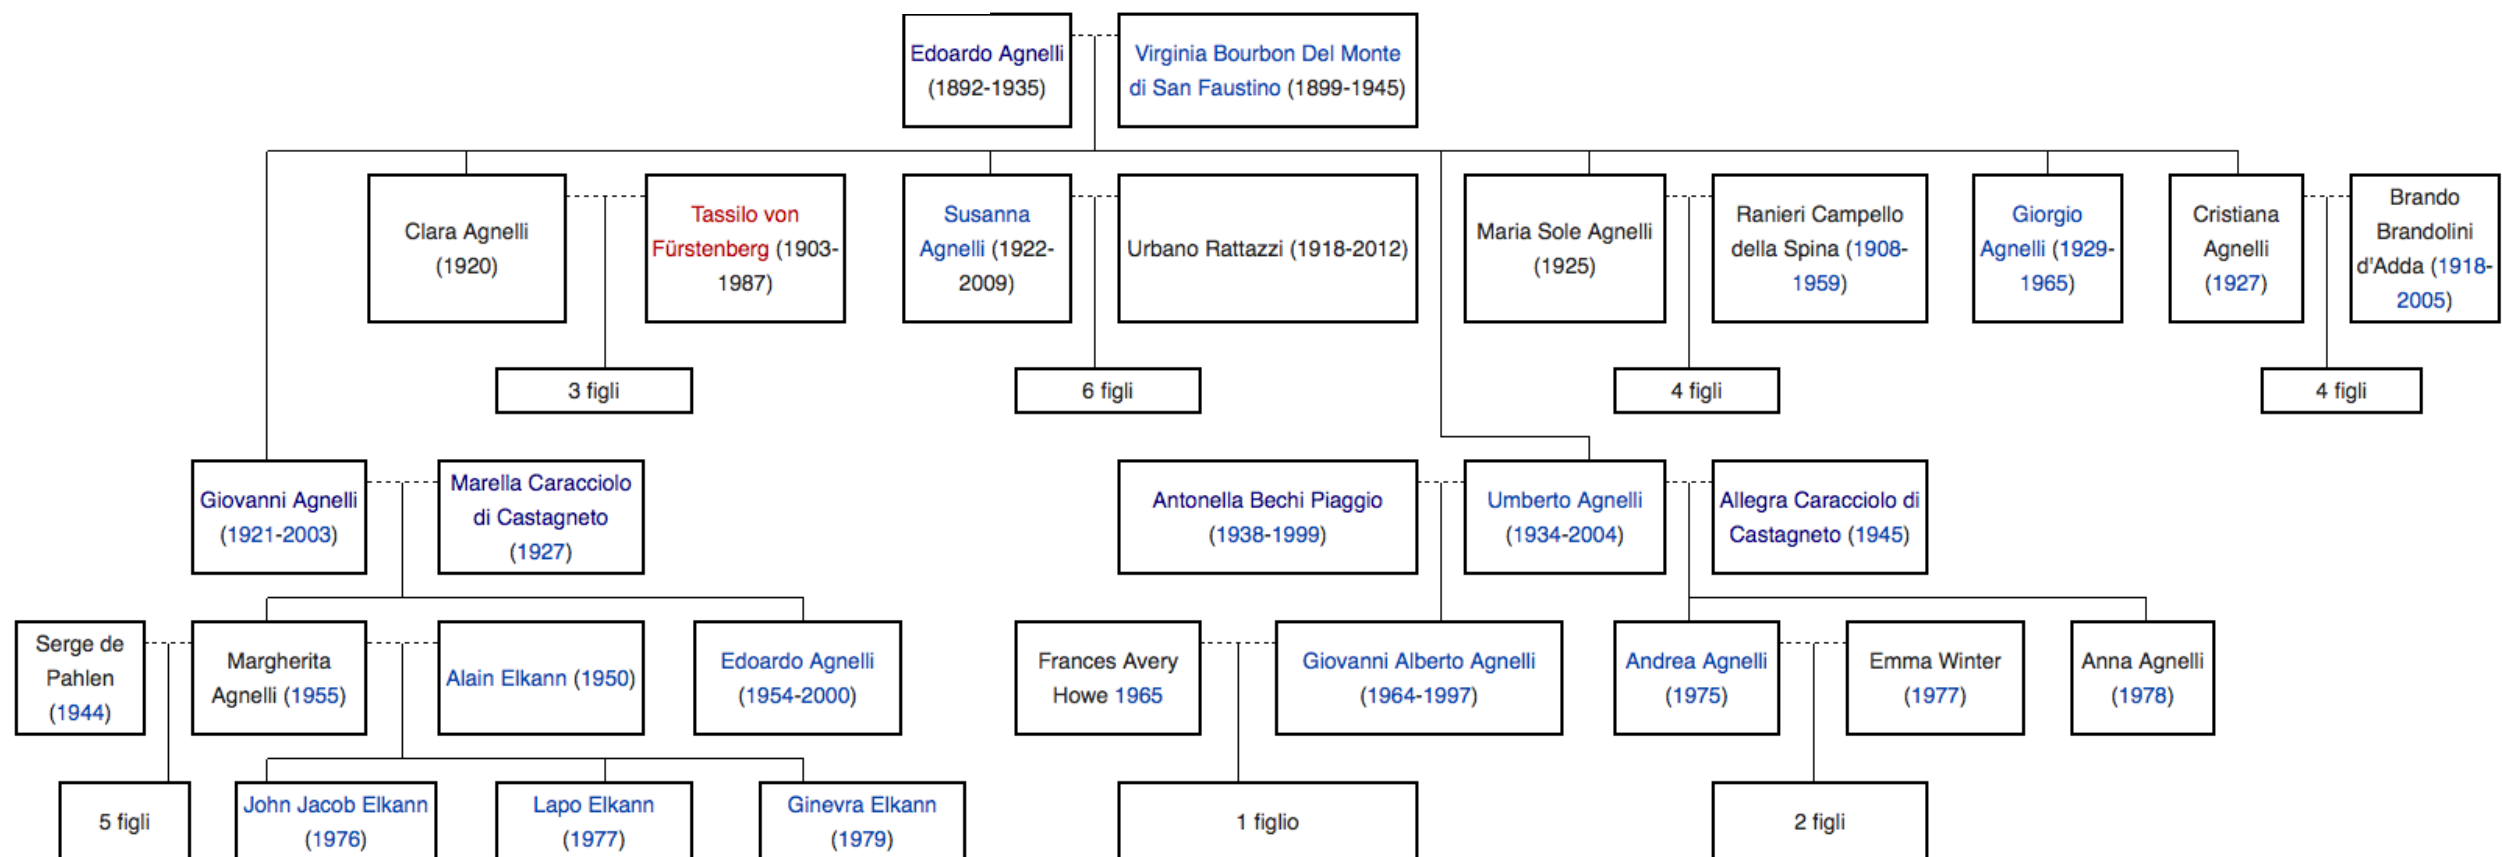 Edoardo Agnelli
(1892-1935)
Virginia Bourbon Del Monte
di San Faustino (1899-1945)
Clara Agnelli
(1920)
Tassilo von
Fürstenberg (1903-
1987)
Susanna
Agnelli (1922-
2009)
Urbano Rattazzi (1918-2012)
Maria Sole Agnelli
(1925)
Ranieri Campello
della Spina (1908-
1959)
Giorgio
Agnelli (1929-
1965)
Cristiana
Agnelli
(1927)
Brando
Brandolini
d'Adda (1918-
2005)
3 figli
6 figli
4 figli
4 figli
Giovanni Agnelli
(1921-2003)
Marella Caracciolo
di Castagneto
(1927)
Antonella Bechi Piaggio
(1938-1999)
Umberto Agnelli
(1934-2004)
Allegra Caracciolo di
Castagneto (1945)
Serge de
Pahlen
(1944)
Margherita
Agnelli (1955)
Alain Elkann (1950)
Edoardo Agnelli
(1954-2000)
Frances Avery
Howe 1965
Giovanni Alberto Agnelli
(1964-1997)
Andrea Agnelli
(1975)
Emma Winter
(1977)
Anna Agnelli
(1978)
5 figli
John Jacob Elkann
(1976)
Lapo Elkann
(1977)
Ginevra Elkann
(1979)
1 figlio
2 figli